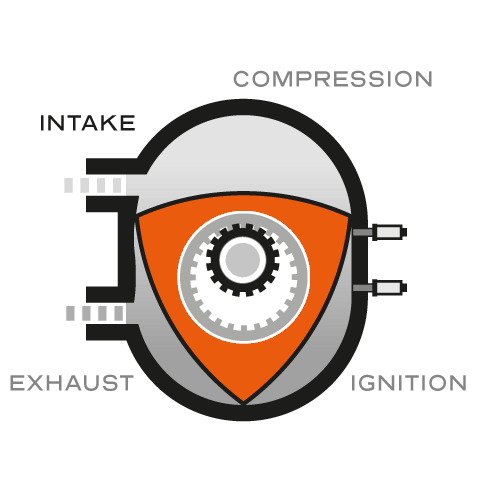 COMPRESSION
INTAKE
EXHAUST
IGNITION